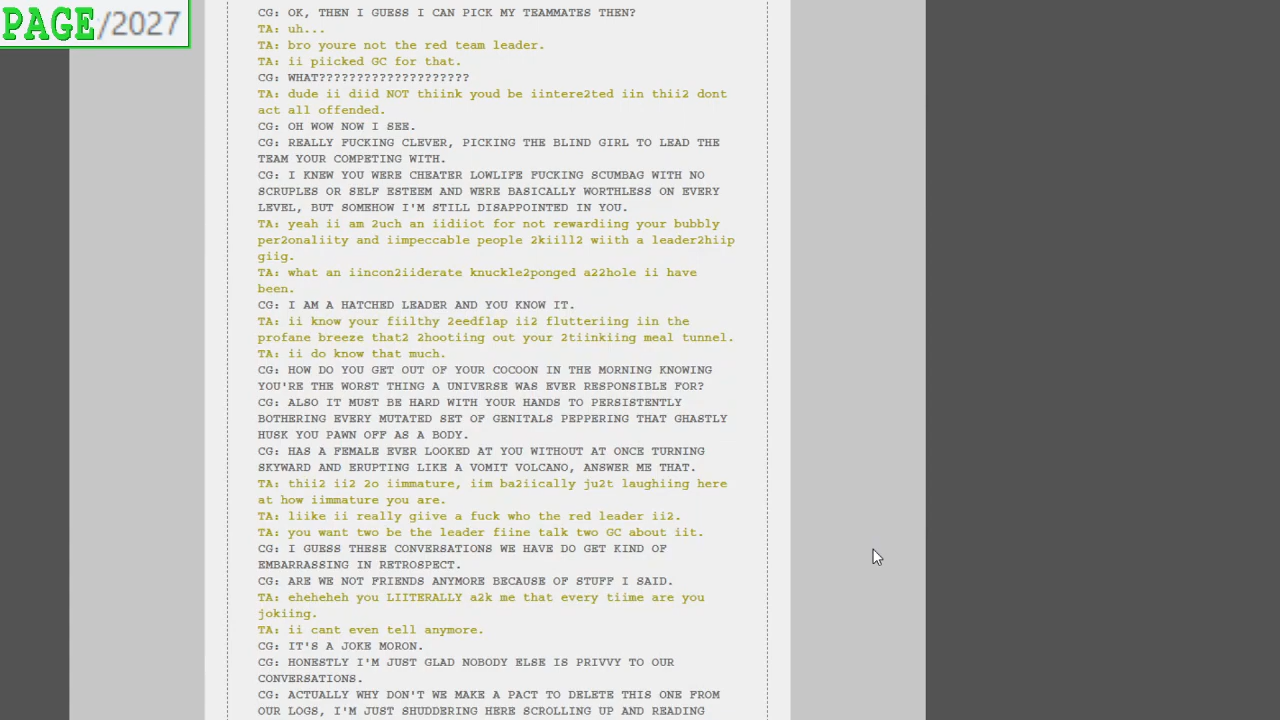 PAGE/2027
CG: OK, THEN I GUESS I CAN PICK MY TEAMMATES THEN?
TA: uh...
TA: bro youre not the red team leader.
TA: ii piicked GC for that.
CG: WHAT????????????????????
TA: dude ii diid NOT thiink youd be iintere2ted iin thii2 dont
act all offended.
CG: OH WOW NOW I SEE.
CG: REALLY FUCKING CLEVER, PICKING THE BLIND GIRL TO LEAD THE
TEAM YOUR COMPETING WITH.
CG: I KNEW YOU WERE CHEATER LOWLIFE FUCKING SCUMBAG WITH NO
SCRUPLES OR SELF ESTEEM AND WERE BASICALLY WORTHLESS ON EVERY
LEVEL, BUT SOMEHOW I'M STILL DISAPPOINTED IN YOU.
TA: yeah ii am 2uch an iidiiot for not rewardiing your bubbly
per2onaliity and iimpeccable people 2kiill2 wiith a leader2hiip
giig.
TA: what an iincon2iiderate knuckle2ponged a22hole ii have
been.
CG: I AM A HATCHED LEADER AND YOU KNOW IT.
TA: ii know your fiilthy 2eedflap ii2 flutteriing iin the
profane breeze that2 2hootiing out your 2tiinkiing meal tunnel.
TA: ii do know that much.
CG: HOW DO YOU GET OUT OF YOUR COCOON IN THE MORNING KNOWING
YOU'RE THE WORST THING A UNIVERSE WAS EVER RESPONSIBLE FOR?
CG: ALSO IT MUST BE HARD WITH YOUR HANDS TO PERSISTENTLY
BOTHERING EVERY MUTATED SET OF GENITALS PEPPERING THAT GHASTLY
HUSK YOU PAWN OFF AS A BODY.
CG: HAS A FEMALE EVER LOOKED AT YOU WITHOUT AT ONCE TURNING
SKYWARD AND ERUPTING LIKE A VOMIT VOLCANO, ANSWER ME THAT.
TA: thii2 ii2 2o iimmature, iim ba2iically ju2t laughiing here
at how iimmature you are.
TA: liike ii really giive a fuck who the red leader ii2.
TA: you want two be the leader fiine talk two GC about iit.
CG: I GUESS THESE CONVERSATIONS WE HAVE DO GET KIND OF
EMBARRASSING IN RETROSPECT.
CG: ARE WE NOT FRIENDS ANYMORE BECAUSE OF STUFF I SAID.
TA: eheheheh you LIITERALLY a2k me that every tiime are you
jokiing.
TA: ii cant even tell anymore.
CG: IT'S A JOKE MORON.
CG: HONESTLY I'M JUST GLAD NOBODY ELSE IS PRIVVY TO OUR
CONVERSATIONS.
CG: ACTUALLY WHY DON'T WE MAKE A PACT TO DELETE THIS ONE FROM
OUR LOGS, I'M JUST SHUDDERING HERE SCROLLING UP AND READING